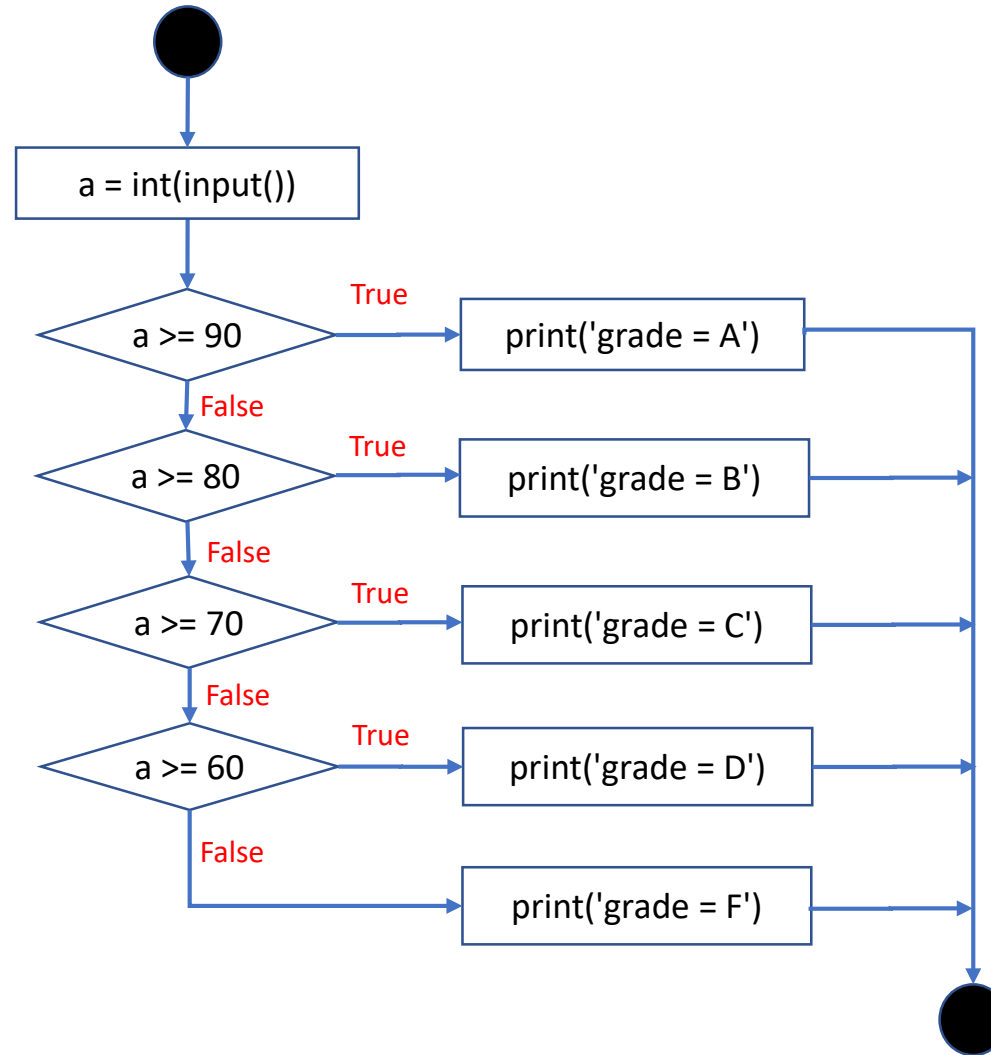 a = int(input())
True
a >= 90
print('grade = A')
False
True
a >= 80
print('grade = B')
False
True
a >= 70
print('grade = C')
False
True
a >= 60
print('grade = D')
False
print('grade = F')